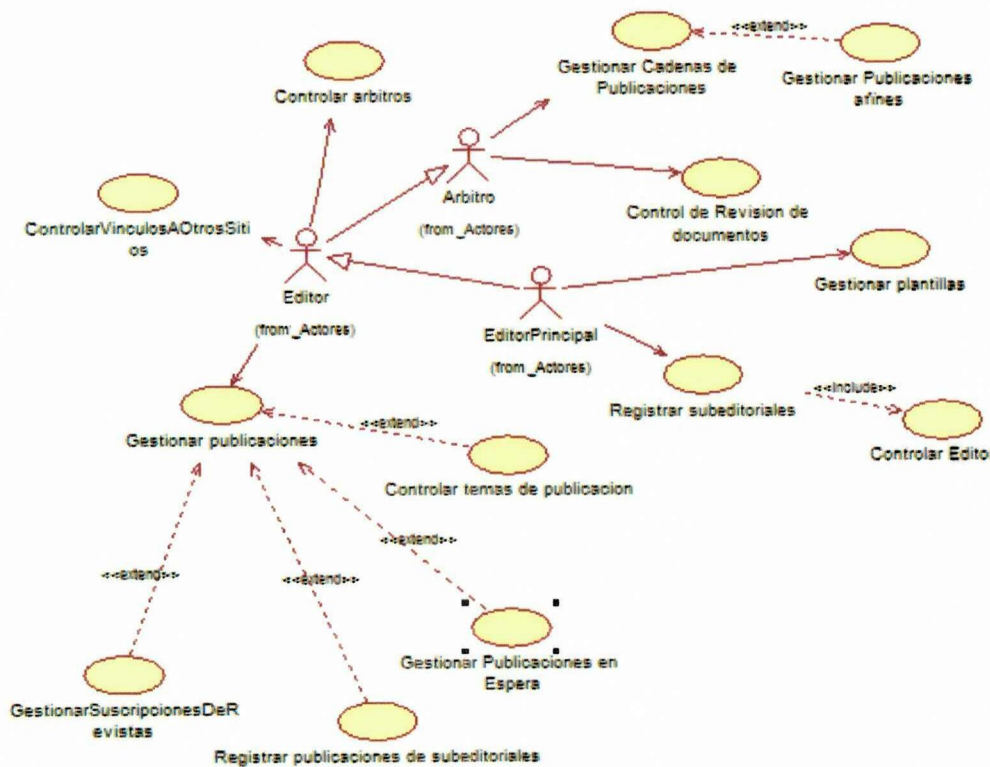 <<extend>>
Gestionar Cadenas de
Publicaciones
Gestionar Publicaciones
afines
Controlar arbitros
Arbitro
(from _Actores)
Control de Revision de
documentos
ControlarVinculosAOtrosSiti
os
Editor
(from _Actores)
Gestionar plantillas
EditorPrincipal
(from _Actores)
Registrar subeditoriales
<<include>>
Controlar Edito
Gestionar publicaciones
<<extend>>
Controlar temas de publicacion
<<extend>>
<<extend>>
<<extend>>
Gestionar Publicaciones en
Espera
GestionarSuscripcionesDeR
evistas
Registrar publicaciones de subeditoriales